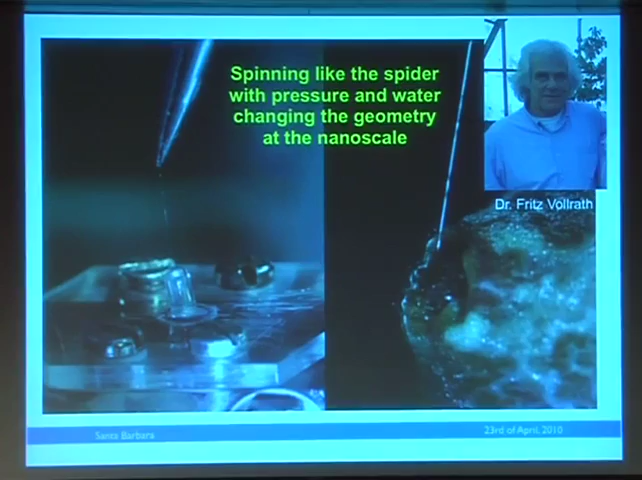 Spinning like the spider
with pressure and water
changing the geometry
at the nanoscale
Dr. Fritz Vollrath
Santa Barbara
23rd of April, 2010